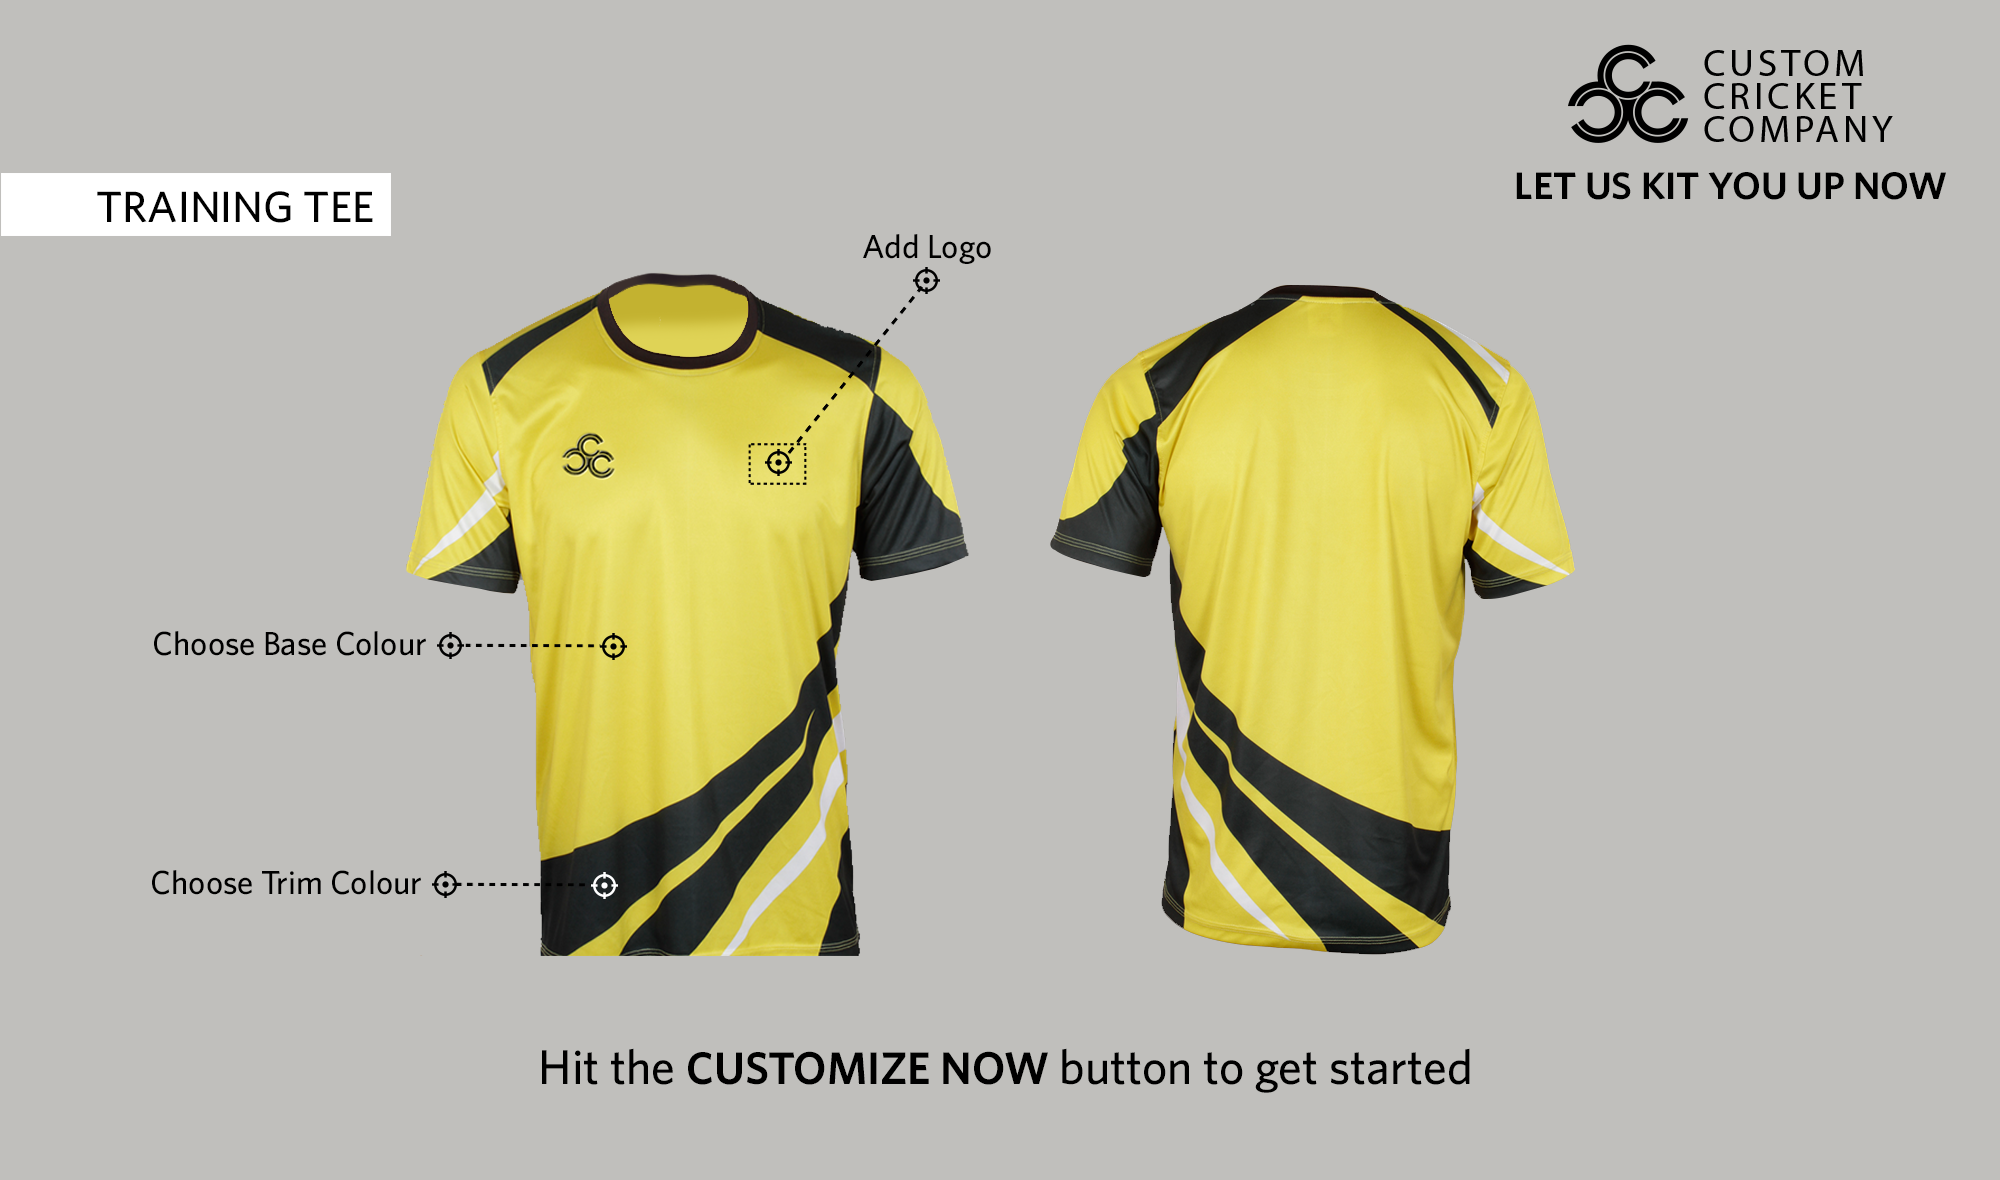 CUSTOM
CRICKET
COMPANY
LET US KIT YOU UP NOW
TRAINING TEE
Add Logo
Choose Base Colour
Choose Trim Colour
Hit the CUSTOMIZE NOW button to get started